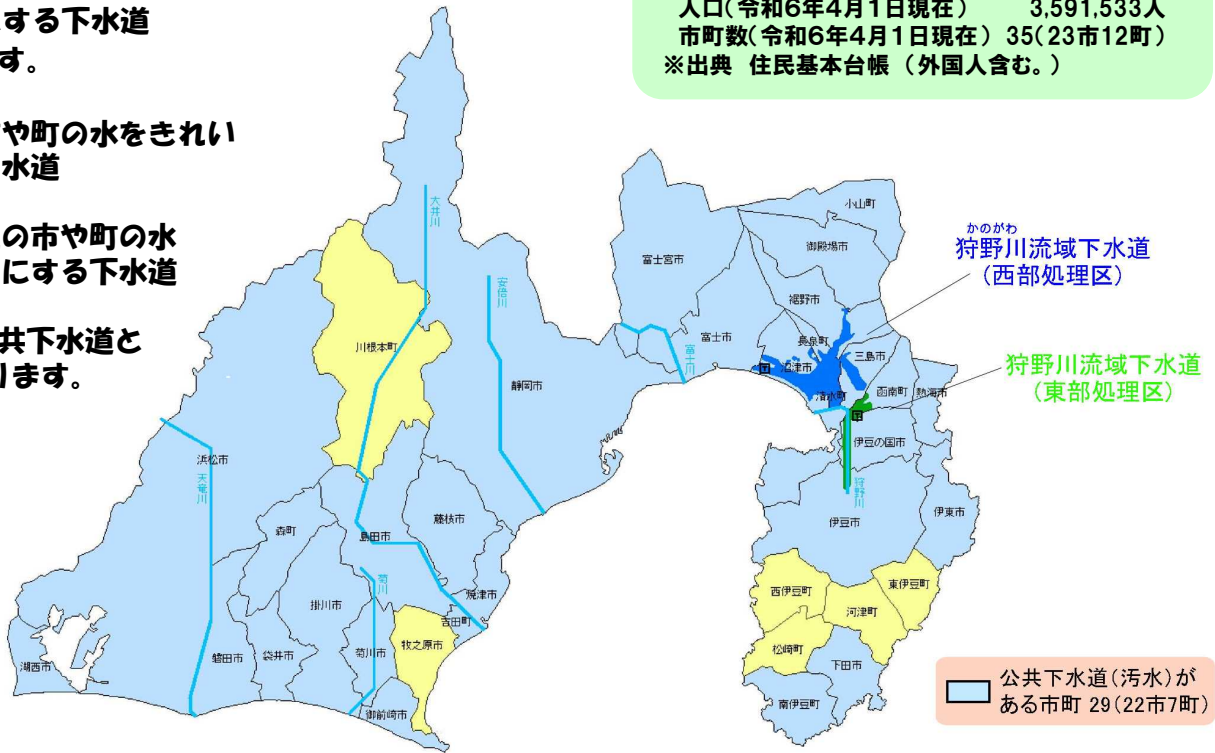 する下水道
す。
や町の水をきれい
水道
の市や町の水
にする下水道
共下水道と
ります。
人口(令和6年4月1日現在) 3,591,533人
市町数(令和6年4月1日現在) 35(23市12町)
※出典 住民基本台帳 (外国人含む。)
小山町
御殿場市
富士宮市
裾野市
富士市
長泉町
沼津市
三島市
清水町
函南町
熱海市
伊豆の国市
伊豆市
伊東市
西伊豆町
東伊豆町
河津町
松崎町
下田市
南伊豆町
かのがわ
狩野川流域下水道
(西部処理区)
狩野川流域下水道
(東部処理区)
大井川
安倍川
富士川
狩野川
川根本町
静岡市
浜松市
天竜川
森町
島田市
藤枝市
菊川
焼津市
吉田町
掛川市
牧之原市
磐田市
袋井市
菊川市
湖西市
御前崎市
公共下水道(汚水)が
ある市町 29(22市7町)